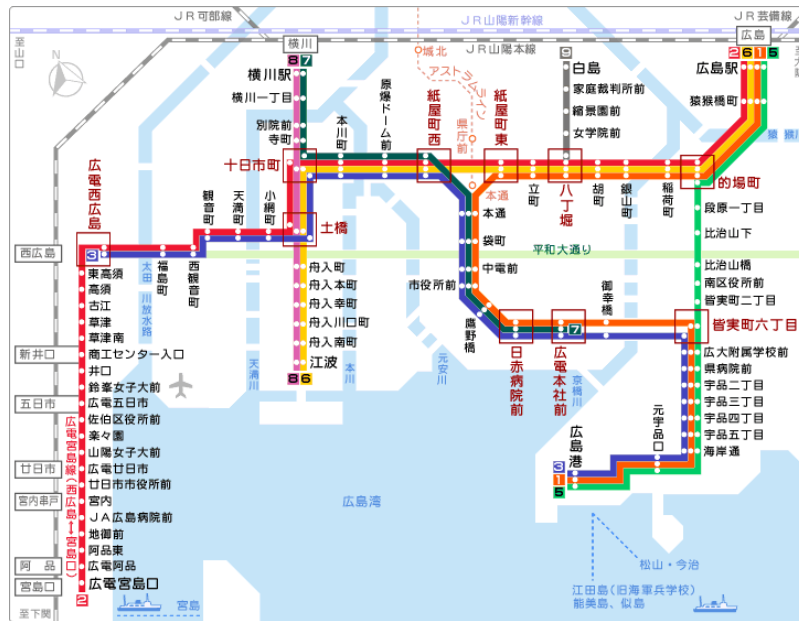 JR可部線
JR山陽新幹線
JR芸備線
至山口
N
横川
城北
JR山陽本線
広島
8 7
9
2 6 1 5
横川駅
アストラムライン
白島
広島駅
横川一丁目
家庭裁判所前
猿猴橋町
別院前
寺町
本川町
原爆ドーム前
紙屋町西
県庁前
紙屋町東
縮景園前
女学院前
猿猴川
十日市町
本通
立町
八丁堀
胡町
銀山町
稲荷町
的場町
広電西広島
観音町
天満町
小網町
土橋
本通
段原一丁目
袋町
比治山下
西広島
3
福島町
西観音町
平和大通り
中電前
太田川放水路
東高須
高須
古江
草津
草津南
舟入町
舟入本町
舟入幸町
舟入川口町
舟入南町
江波
8 6
市役所前
鷹野橋
日赤病院前
広電本社前
7
御幸橋
比治山橋
南区役所前
皆実町二丁目
皆実町六丁目
新井口
商工センター入口
井口
天満川
本川
元安川
京橋川
広大附属学校前
県病院前
宇品二丁目
宇品三丁目
宇品四丁目
宇品五丁目
海岸通
鈴峯女子大前
五日市
広電五日市
佐伯区役所前
楽々園
山陽女子大前
廿日市
広電廿日市
廿日市市役所前
宮内串戸
宮内
JA広島病院前
地御前
阿品東
阿品
広電阿品
宮島口
広電宮島口
広電宮島線(西広島⇔宮島口)
2
至下関
宮島
広島湾
元宇品口
広島港
3
1
5
松山・今治
江田島(旧海軍兵学校)
能美島、似島